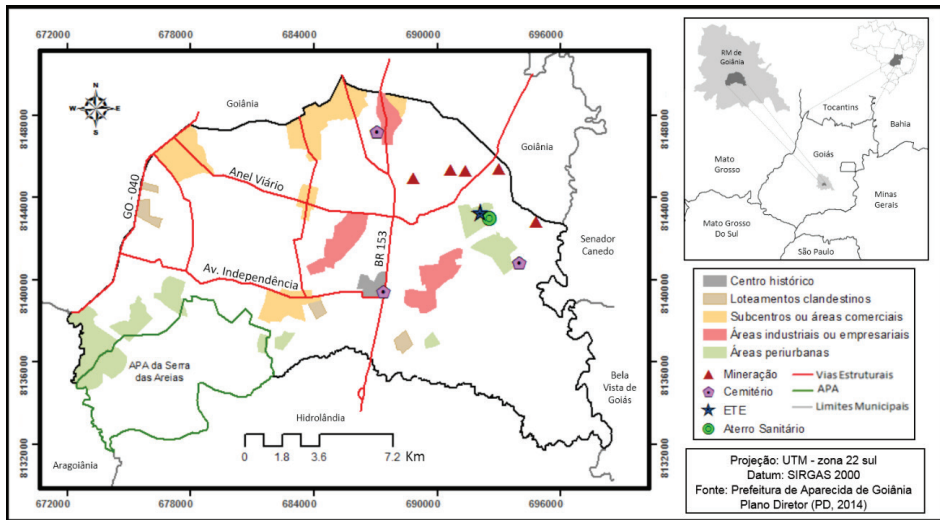 672000 678000 684000 690000 696000
8148000
8144000
8140000
8136000
8132000
N
W E
S
Goiânia
Goiânia
GO - 040
Anel Viário
BR 153
Av. Independência
Senador
Canedo
APA da Serra
das Areias
Bela
Vista de
Goiás
Hidrolândia
Aragoiânia
0 1.8 3.6 7.2 Km
672000 678000 684000 690000 696000
RM de
Goiânia
Tocantins
Bahia
Goiás
Mato
Grosso
Minas
Gerais
Mato Grosso
Do Sul
São Paulo
Centro histórico
Loteamentos clandestinos
Subcentros ou áreas comerciais
Áreas industriais ou empresariais
Áreas periurbanas
Mineração
Cemitério
ETE
Aterro Sanitário
Vias Estruturais
APA
Limites Municipais
Projeção: UTM - zona 22 sul
Datum: SIRGAS 2000
Fonte: Prefeitura de Aparecida de Goiânia
Plano Diretor (PD, 2014)